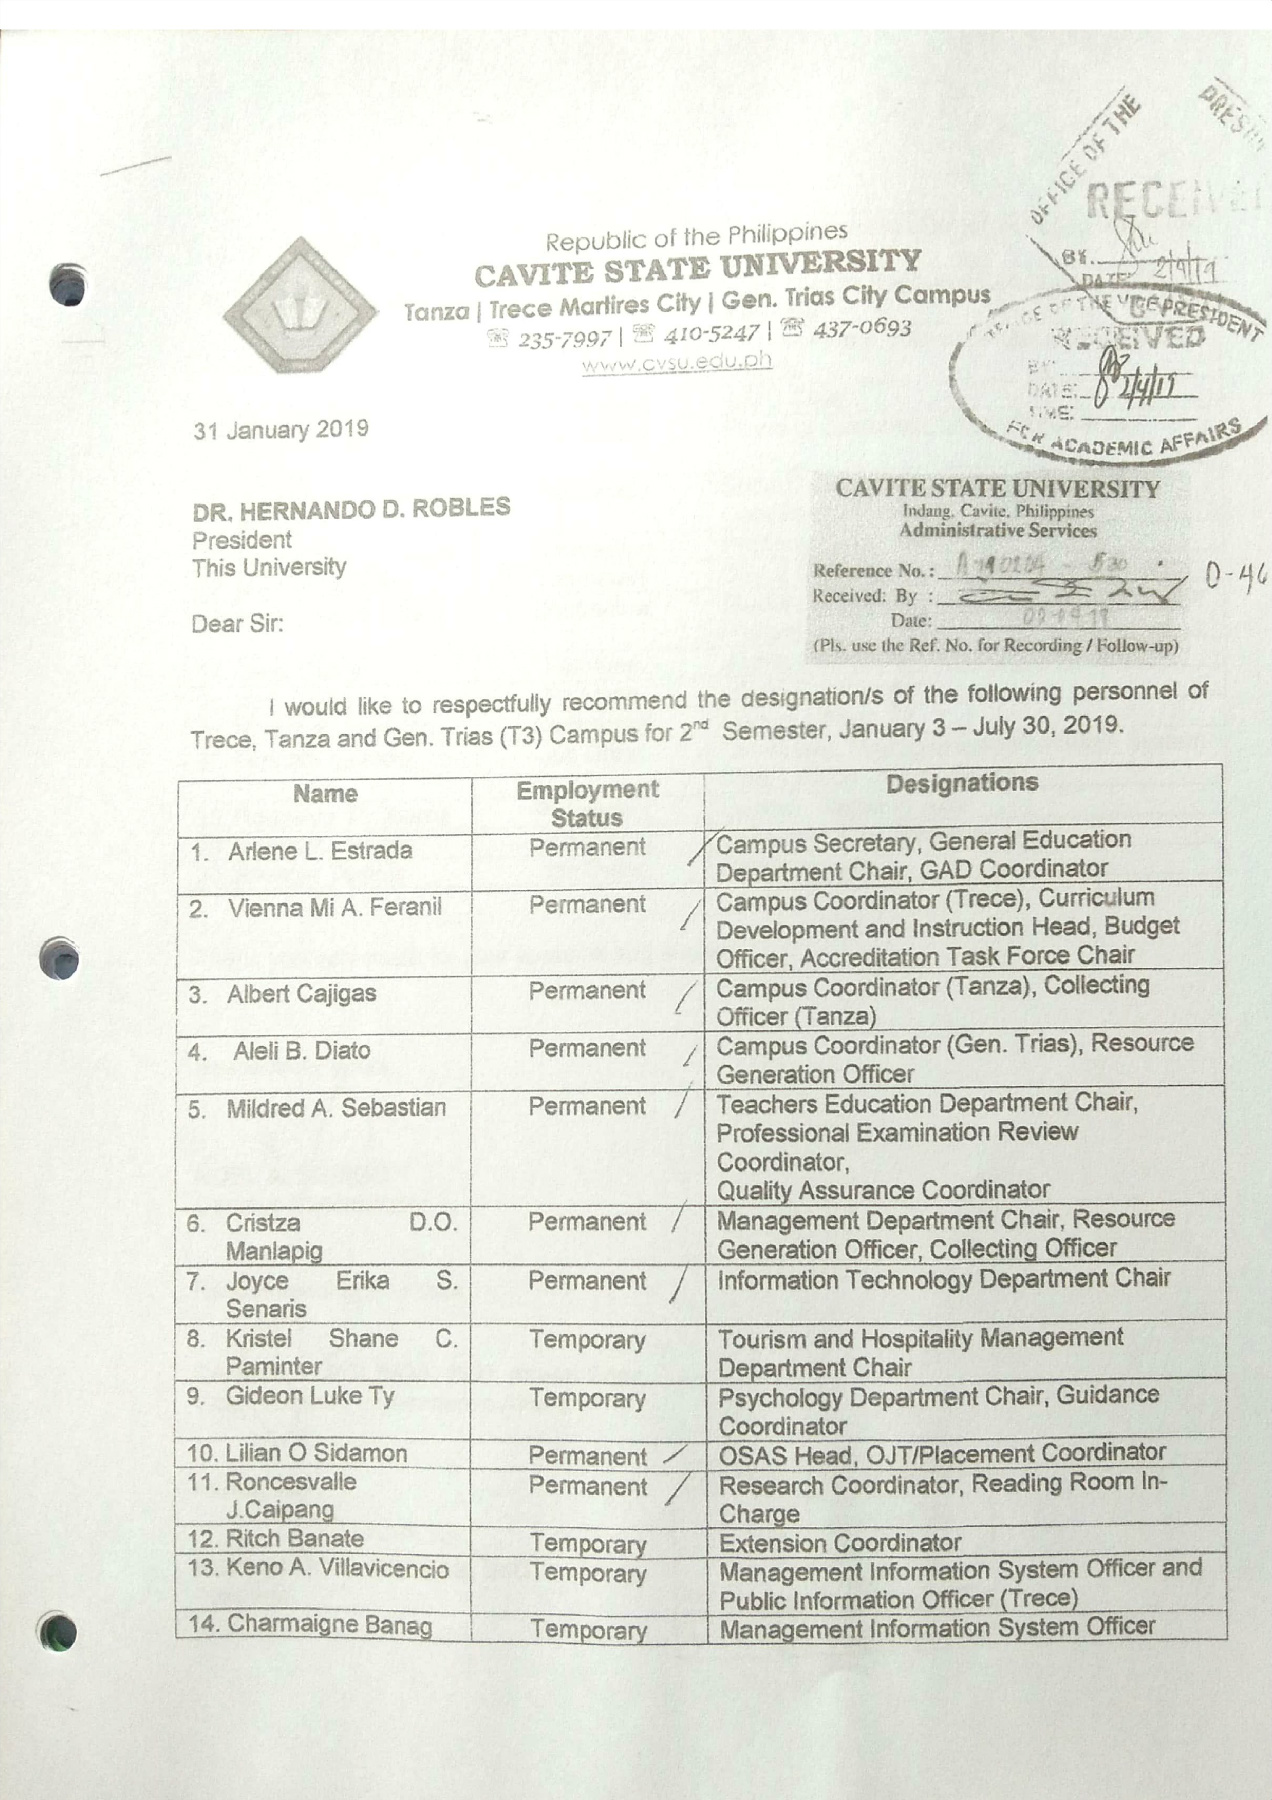 OFFICE OF THE
RECEIVED
BY.
DATE: 2/4/19
Republic of the Philippines
CAVITE STATE UNIVERSITY
Tanza | Trece Martires City | Gen. Trias City Campus
☏ 235-7997 | ☏ 410-5247 | ☏ 437-0693
www.cvsu.edu.ph
OFFICE OF THE VICE PRESIDENT
RECEIVED
BY:
DATE: 2/4/19
TIME:
FOR ACADEMIC AFFAIRS
31 January 2019
CAVITE STATE UNIVERSITY
Indang, Cavite, Philippines
Administrative Services
Reference No. :
D-46
Received: By :
Date:
(Pls. use the Ref. No. for Recording / Follow-up)
DR. HERNANDO D. ROBLES
President
This University
Dear Sir:
I would like to respectfully recommend the designation/s of the following personnel of
Trece, Tanza and Gen. Trias (T3) Campus for 2nd Semester, January 3 – July 30, 2019.
Name Employment Designations
Status
1. Arlene L. Estrada Permanent Campus Secretary, General Education
Department Chair, GAD Coordinator
2. Vienna Mi A. Feranil Permanent Campus Coordinator (Trece), Curriculum
Development and Instruction Head, Budget
Officer, Accreditation Task Force Chair
3. Albert Cajigas Permanent Campus Coordinator (Tanza), Collecting
Officer (Tanza)
4. Aleli B. Diato Permanent Campus Coordinator (Gen. Trias), Resource
Generation Officer
5. Mildred A. Sebastian Permanent Teachers Education Department Chair,
Professional Examination Review
Coordinator,
Quality Assurance Coordinator
6. Cristza D.O. Permanent Management Department Chair, Resource
Manlapig Generation Officer, Collecting Officer
7. Joyce Erika S. Permanent Information Technology Department Chair
Senaris
8. Kristel Shane C. Temporary Tourism and Hospitality Management
Paminter Department Chair
9. Gideon Luke Ty Temporary Psychology Department Chair, Guidance
Coordinator
10. Lilian O Sidamon Permanent OSAS Head, OJT/Placement Coordinator
11. Roncesvalle Permanent Research Coordinator, Reading Room In-
J.Caipang Charge
12. Ritch Banate Temporary Extension Coordinator
13. Keno A. Villavicencio Temporary Management Information System Officer and
Public Information Officer (Trece)
14. Charmaigne Banag Temporary Management Information System Officer